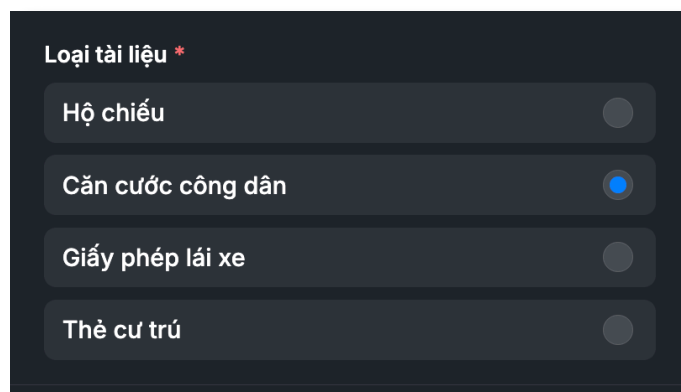 Loại tài liệu *
Hộ chiếu
Căn cước công dân
Giấy phép lái xe
Thẻ cư trú